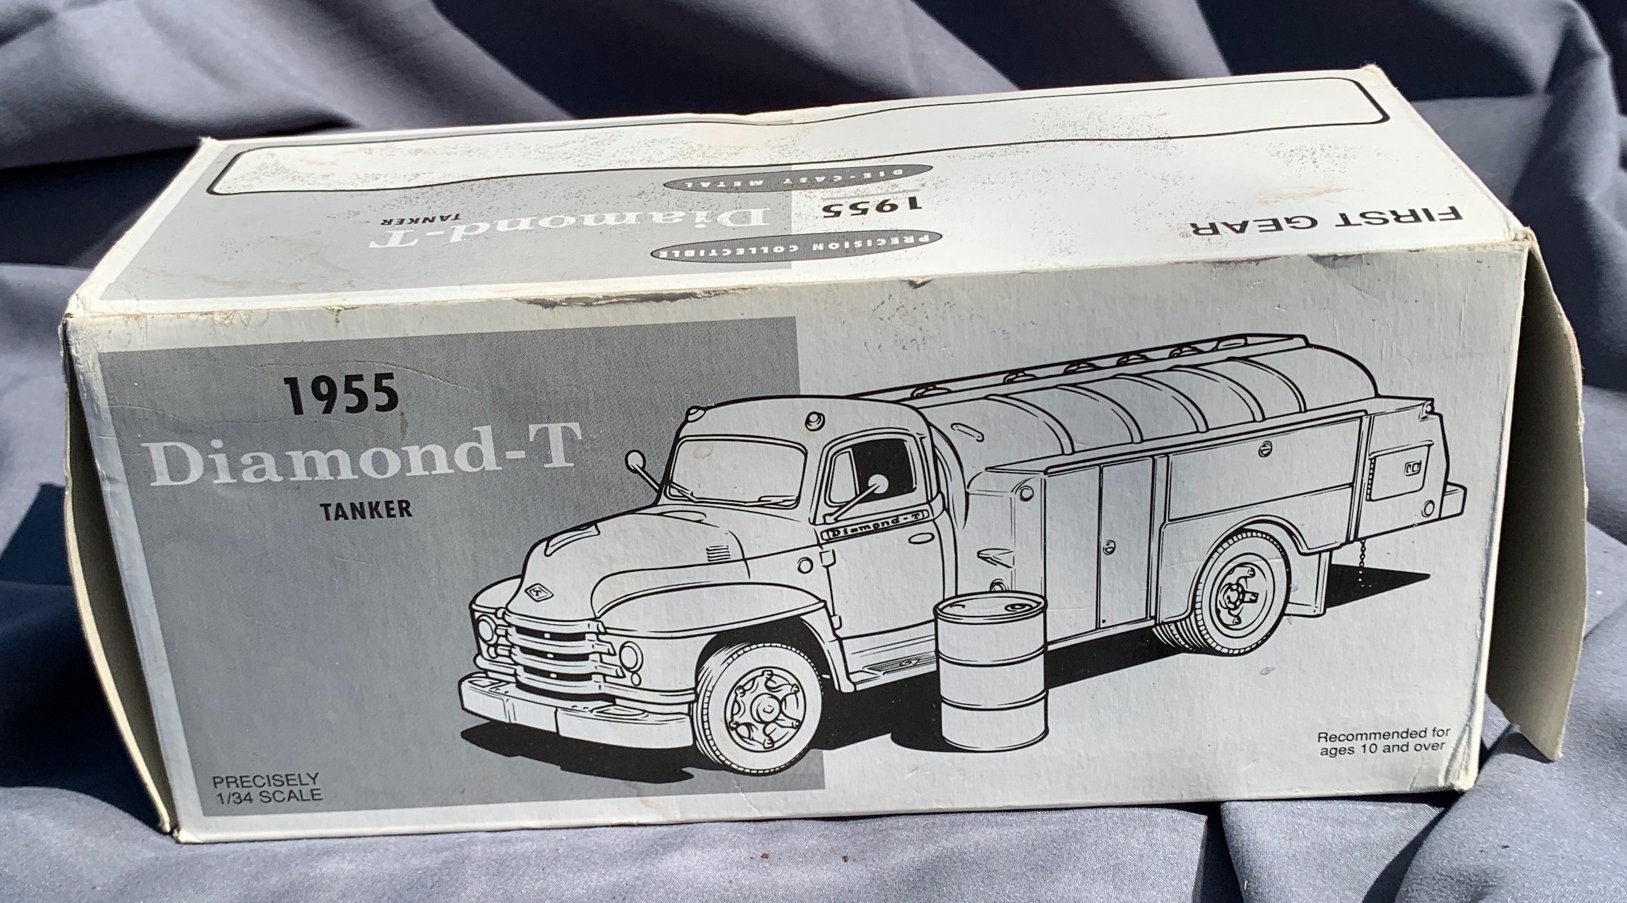 DIE-CAST METAL
1955
Diamond-T
TANKER
PRECISION COLLECTIBLE
FIRST GEAR
1955
Diamond-T
TANKER
Diamond-T
PRECISELY
1/34 SCALE
Recommended for
ages 10 and over